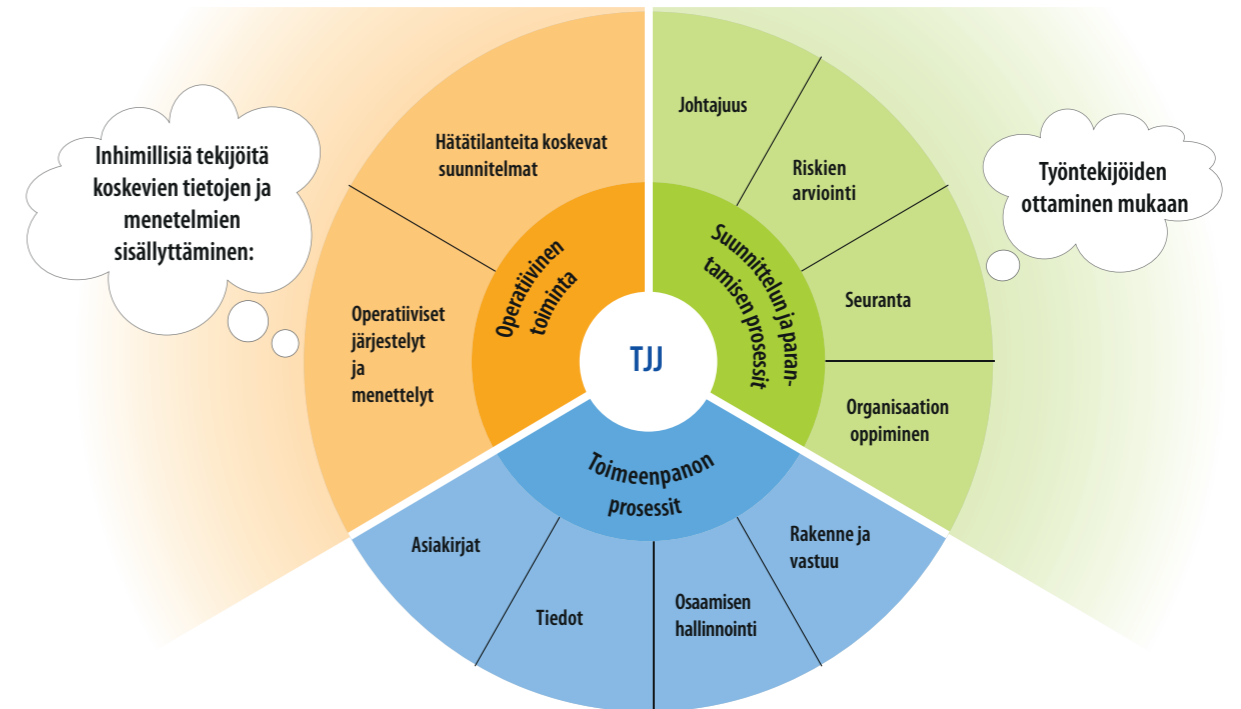 Inhimillisiä tekijöitä
koskevien tietojen ja
menetelmien
sisällyttäminen:
Hätätilanteita koskevat
suunnitelmat
Operatiiviset
järjestelyt
ja
menettelyt
Operatiivinen
toiminta
TJJ
Johtajuus
Riskien
arviointi
Seuranta
Organisaation
oppiminen
Suunnittelun ja paran-
tamisen prosessit
Työntekijöiden
ottaminen mukaan
Toimeenpanon
prosessit
Asiakirjat
Tiedot
Osaamisen
hallinnointi
Rakenne ja
vastuu